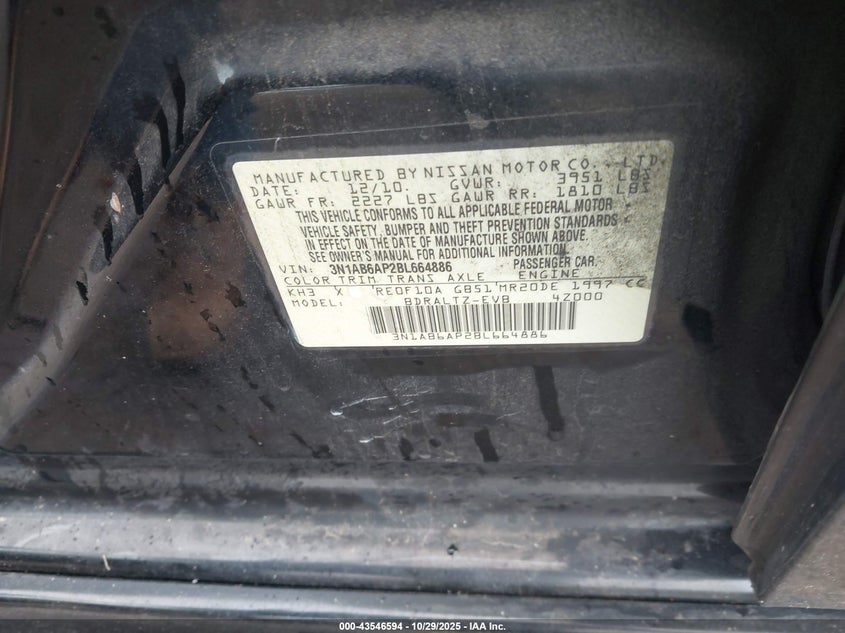 MANUFACTURED BY NISSAN MOTOR CO., LTD.
DATE: 12/10. GVWR: 3951 LBS
GAWR FR: 2227 LBS GAWR RR: 1810 LBS
THIS VEHICLE CONFORMS TO ALL APPLICABLE FEDERAL MOTOR
VEHICLE SAFETY, BUMPER AND THEFT PREVENTION STANDARDS
IN EFFECT ON THE DATE OF MANUFACTURE SHOWN ABOVE.
SEE OWNER'S MANUAL FOR ADDITIONAL INFORMATION.
VIN: 3N1AB6AP2BL664886 PASSENGER CAR.
COLOR TRIM TRANS AXLE ENGINE
KH3 X RE0F10A GB51 MR20DE 1997 CC
MODEL: BDRALTZ-EVB 4Z000
3N1AB6AP2BL664886
000-43546594 - 10/29/2025 - IAA Inc.